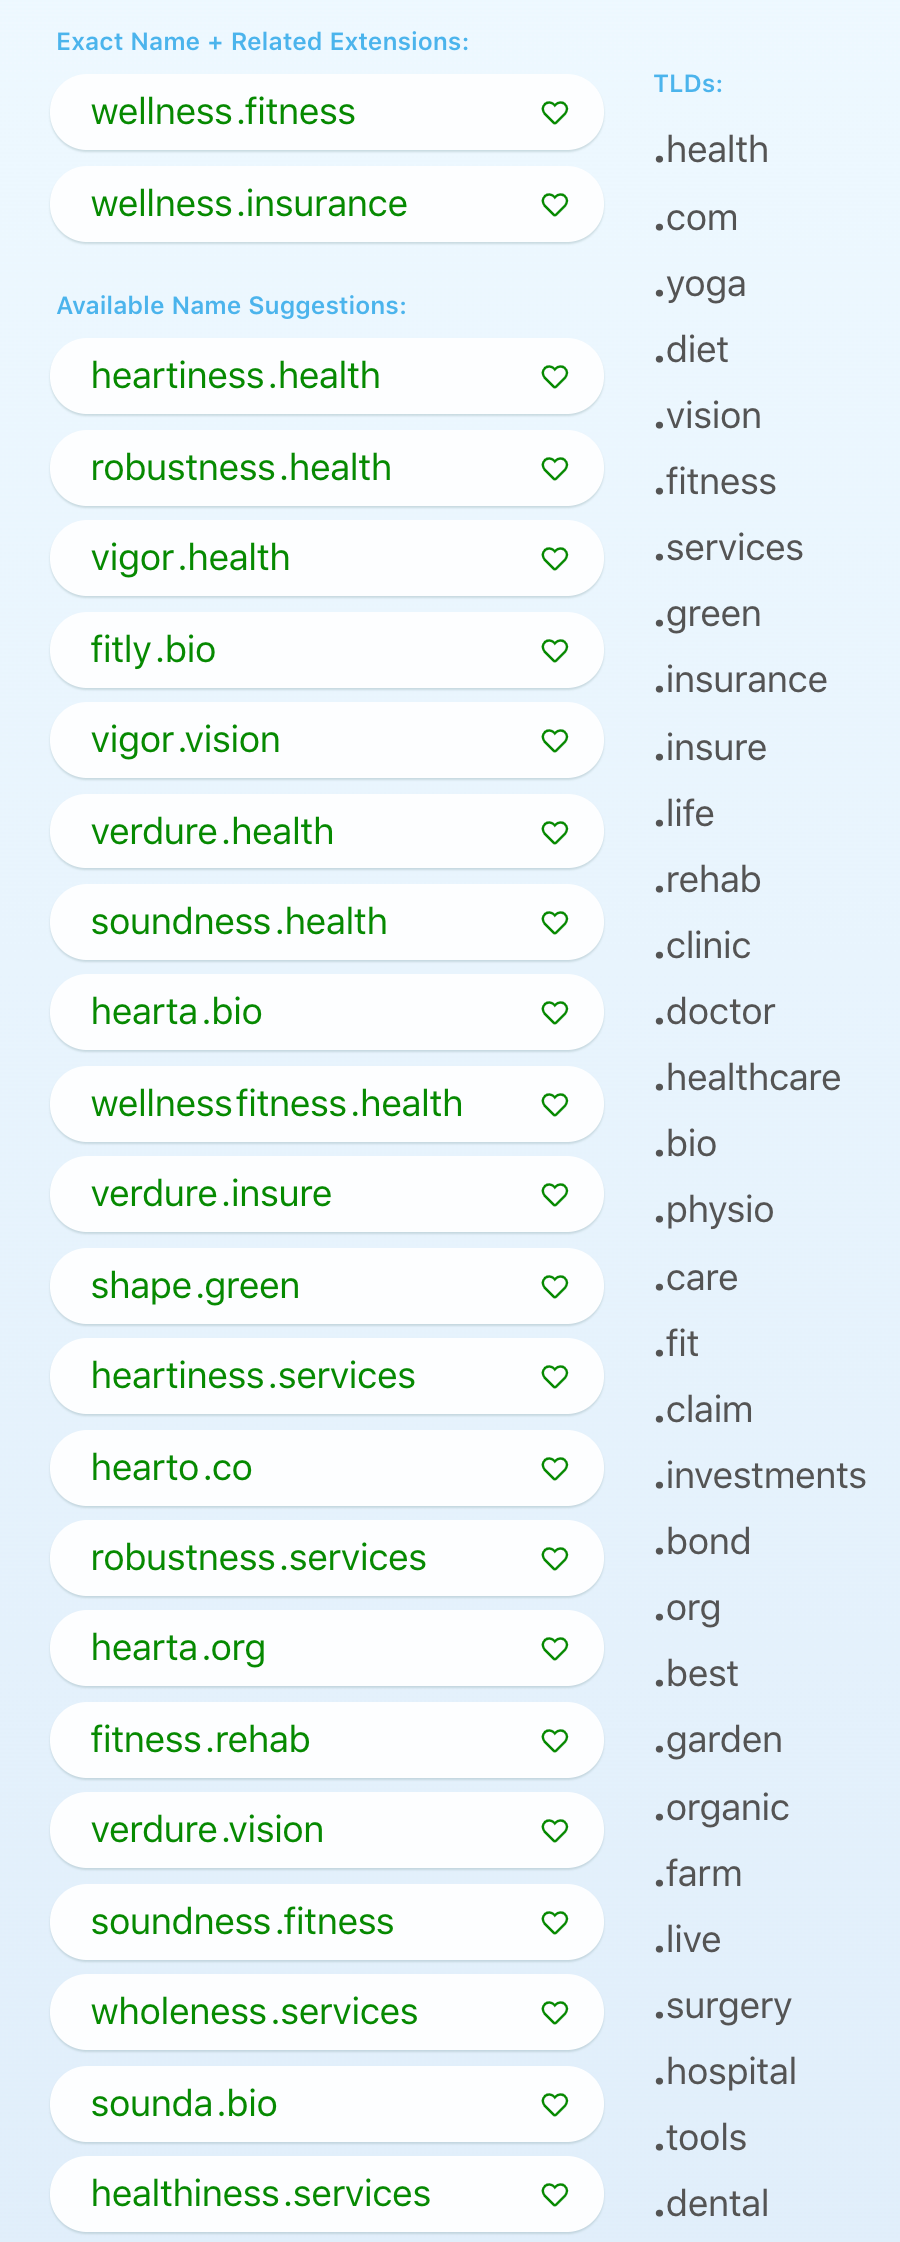 Exact Name + Related Extensions:
wellness.fitness
wellness.insurance
Available Name Suggestions:
heartiness.health
robustness.health
vigor.health
fitly.bio
vigor.vision
verdure.health
soundness.health
hearta.bio
wellnessfitness.health
verdure.insure
shape.green
heartiness.services
hearto.co
robustness.services
hearta.org
fitness.rehab
verdure.vision
soundness.fitness
wholeness.services
sounda.bio
healthiness.services
TLDs:
.health
.com
.yoga
.diet
.vision
.fitness
.services
.green
.insurance
.insure
.life
.rehab
.clinic
.doctor
.healthcare
.bio
.physio
.care
.fit
.claim
.investments
.bond
.org
.best
.garden
.organic
.farm
.live
.surgery
.hospital
.tools
.dental